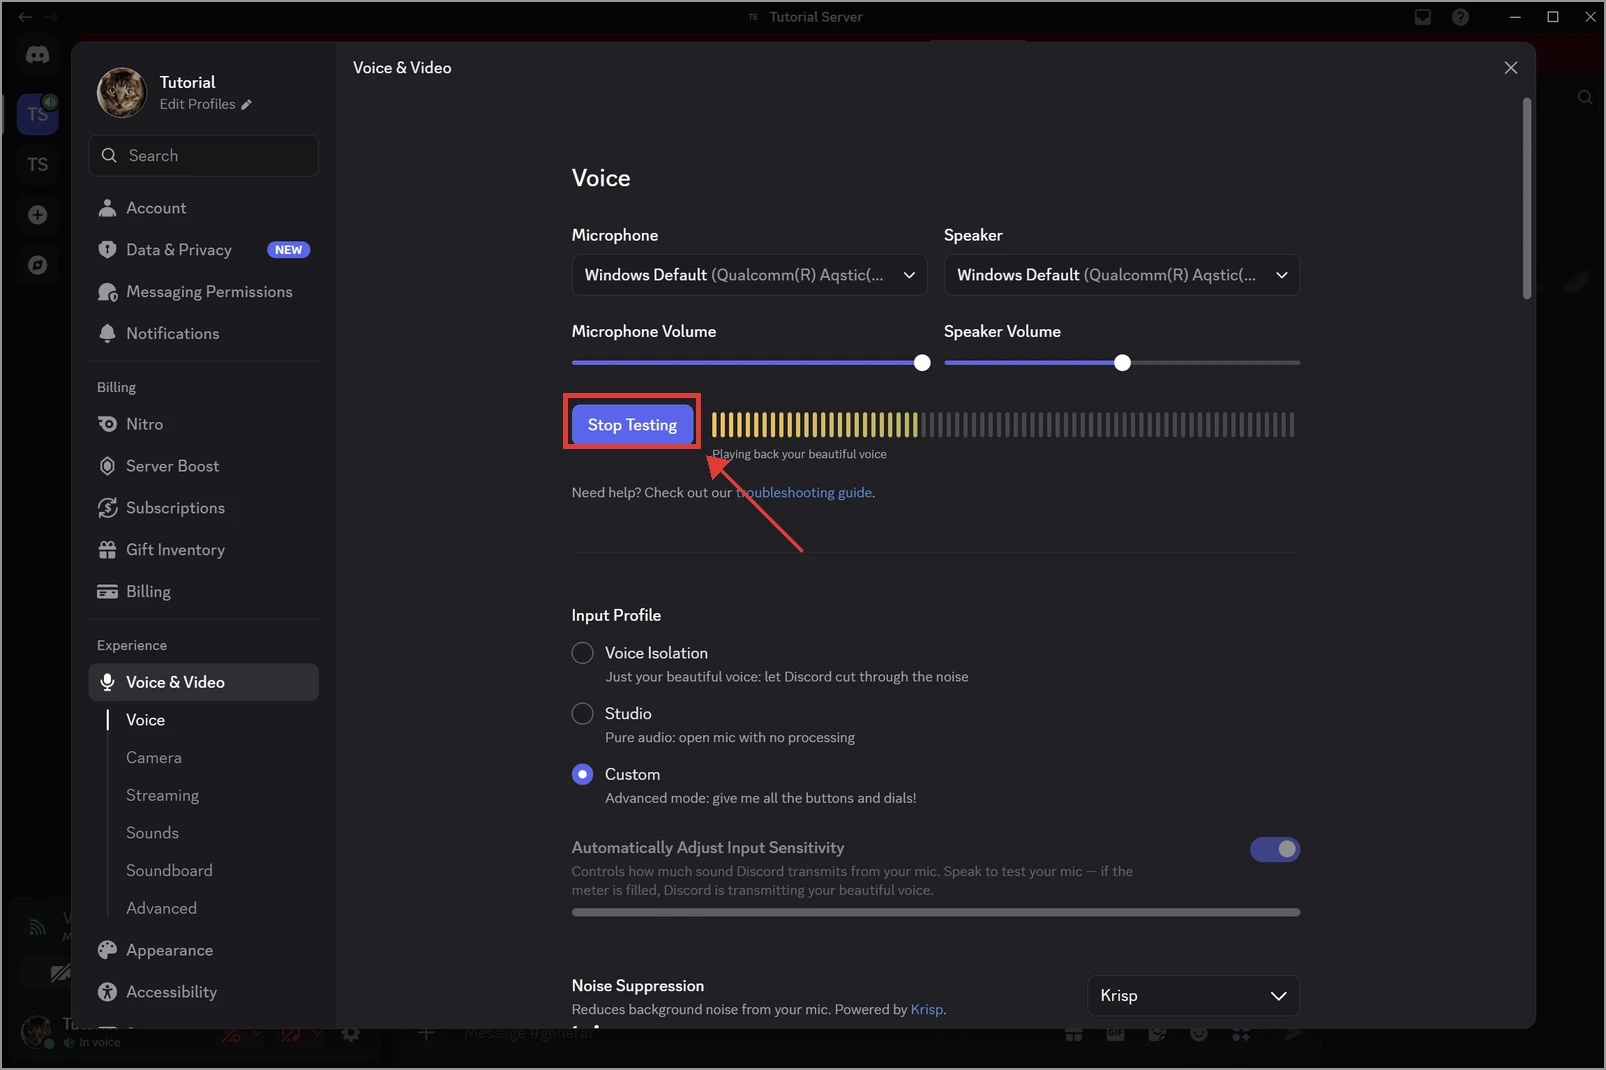 TS Tutorial Server
TS
TS
Tutorial
Edit Profiles
Search
Account
Data & Privacy NEW
Messaging Permissions
Notifications
Billing
Nitro
Server Boost
Subscriptions
Gift Inventory
Billing
Experience
Voice & Video
Voice
Camera
Streaming
Sounds
Soundboard
Advanced
Appearance
Accessibility
In voice
Voice & Video
Voice
Microphone
Windows Default (Qualcomm(R) Aqstic(...
Speaker
Windows Default (Qualcomm(R) Aqstic(...
Microphone Volume
Speaker Volume
Stop Testing
Playing back your beautiful voice
Need help? Check out our troubleshooting guide.
Input Profile
Voice Isolation
Just your beautiful voice: let Discord cut through the noise
Studio
Pure audio: open mic with no processing
Custom
Advanced mode: give me all the buttons and dials!
Automatically Adjust Input Sensitivity
Controls how much sound Discord transmits from your mic. Speak to test your mic — if the
meter is filled, Discord is transmitting your beautiful voice.
Noise Suppression
Reduces background noise from your mic. Powered by Krisp.
Krisp
Message #general
GIF